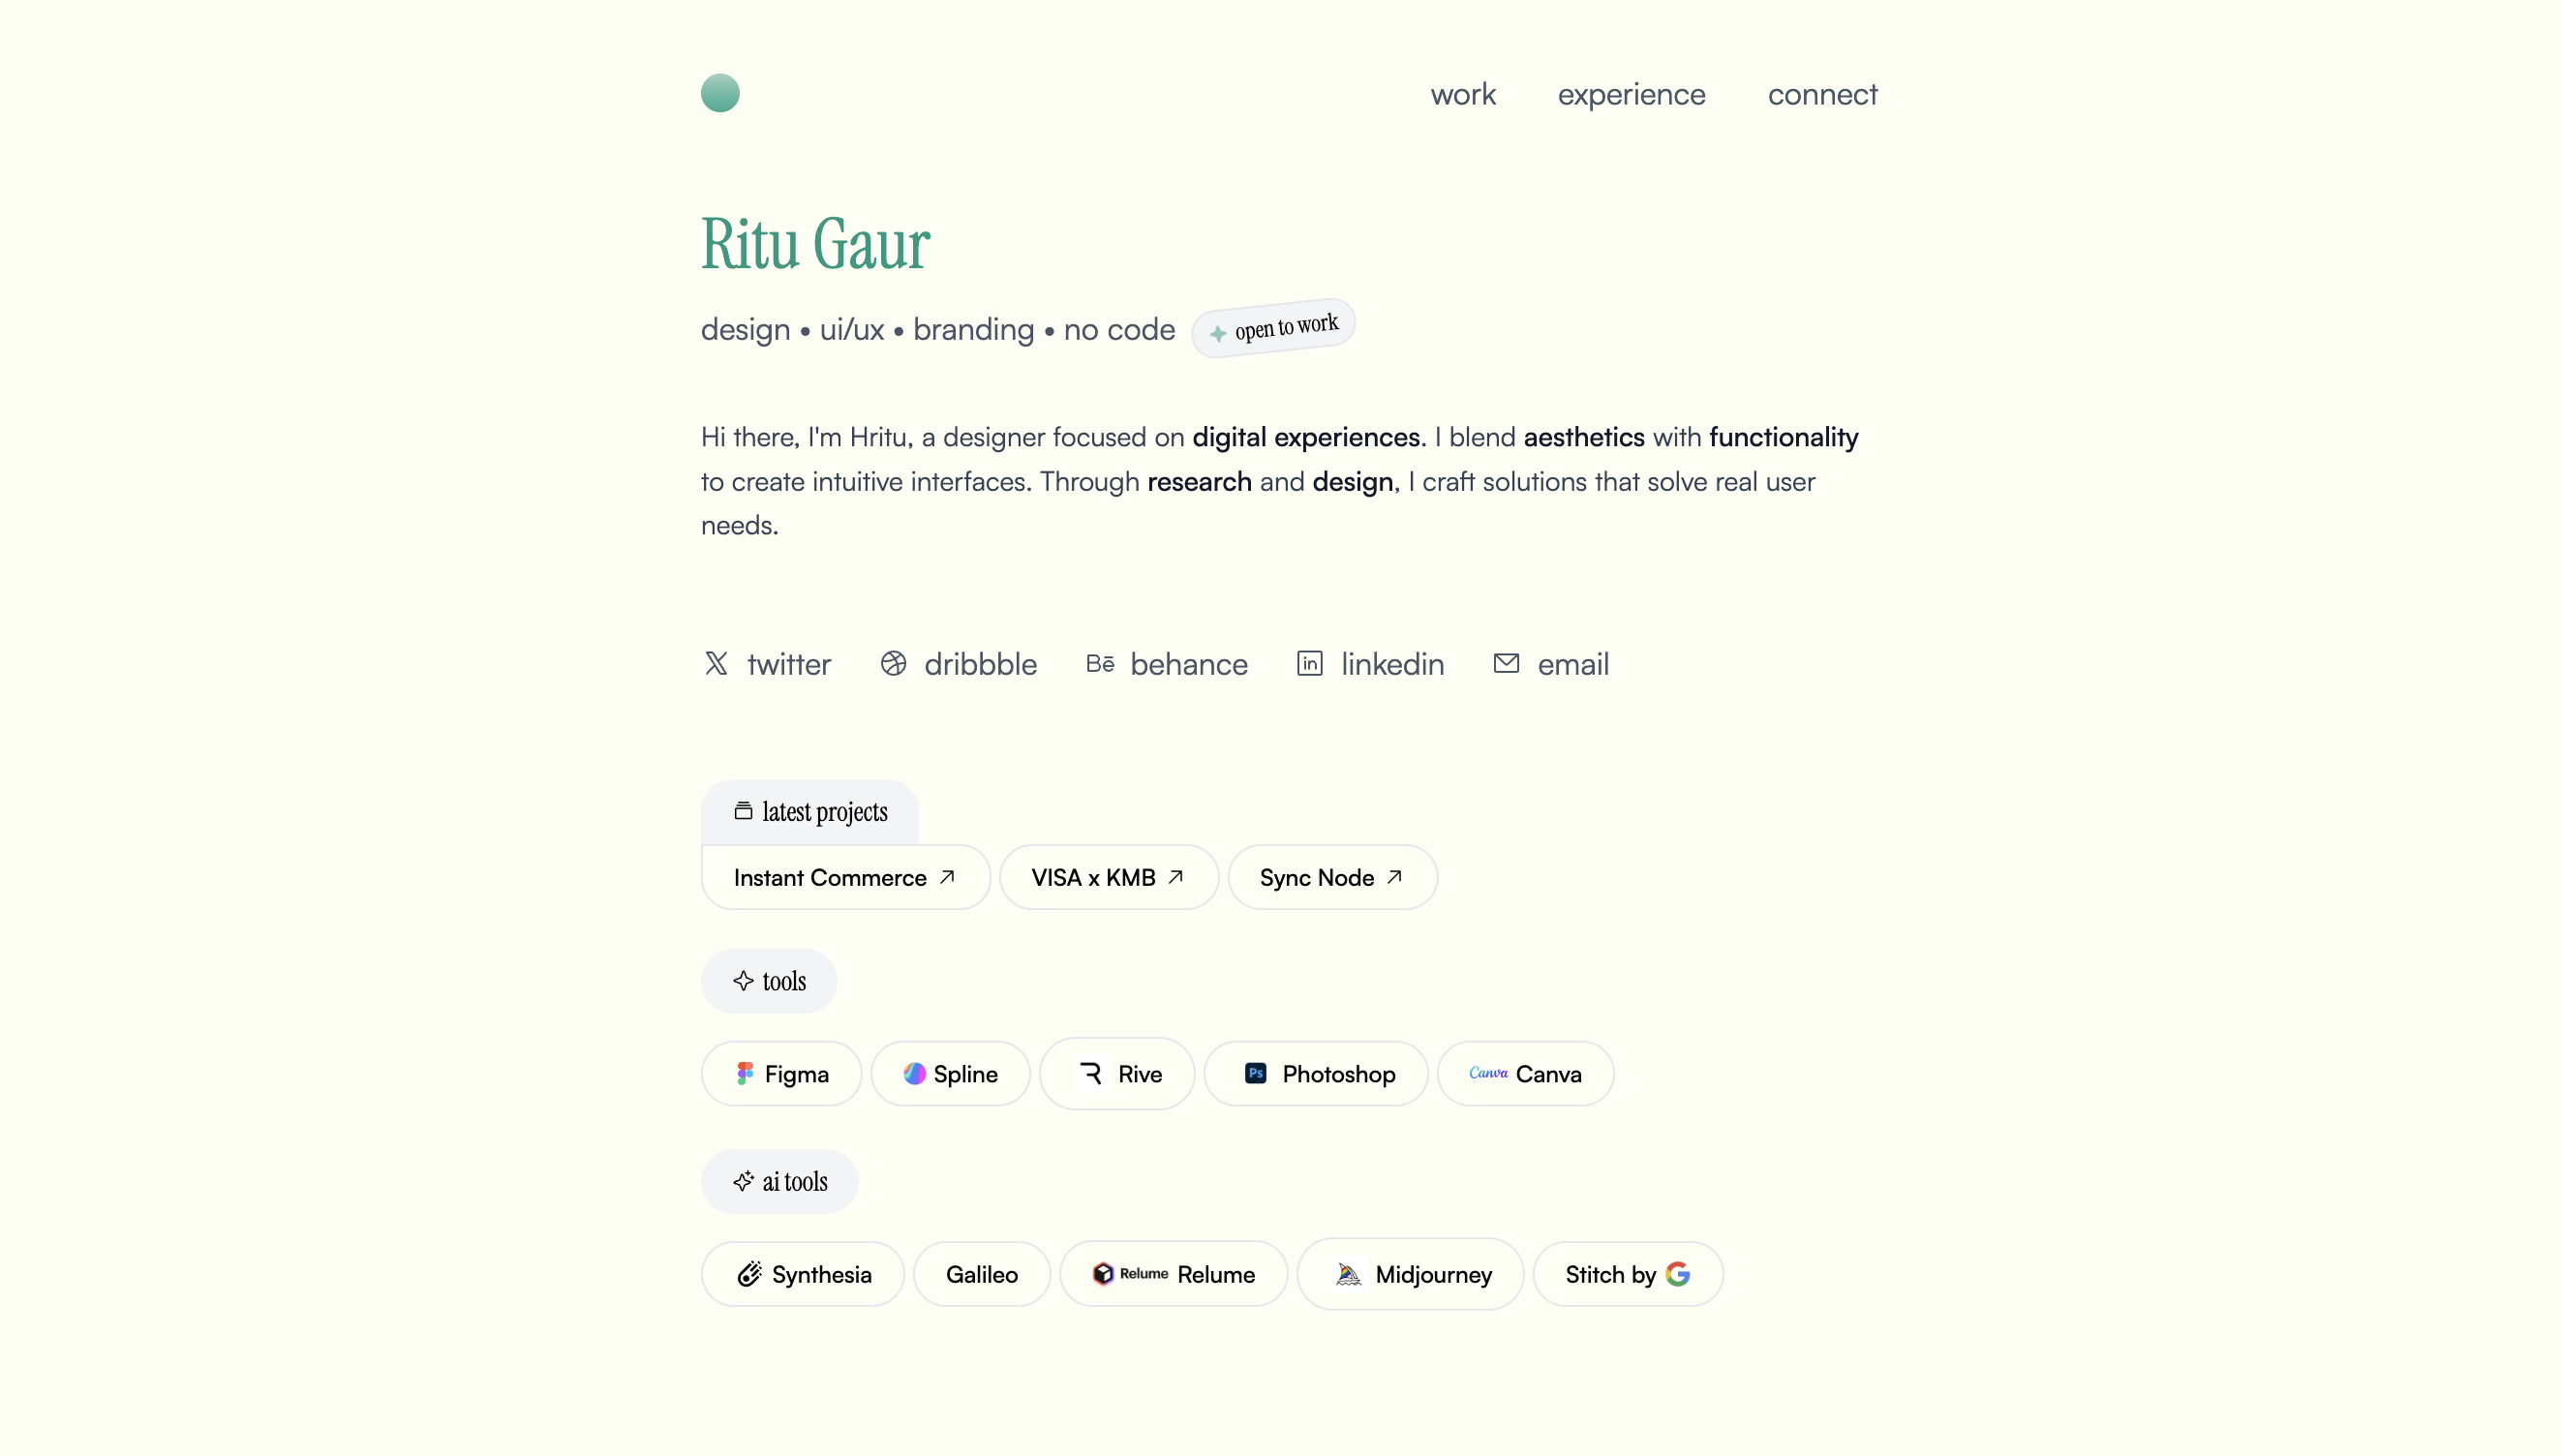 work experience connect
Ritu Gaur
design • ui/ux • branding • no code open to work
Hi there, I'm Hritu, a designer focused on digital experiences. I blend aesthetics with functionality
to create intuitive interfaces. Through research and design, I craft solutions that solve real user
needs.
twitter dribbble Bē behance in linkedin email
latest projects
Instant Commerce VISA x KMB Sync Node
tools
Figma Spline Rive Ps Photoshop Canva Canva
ai tools
Synthesia Galileo Relume Relume Midjourney Stitch by G